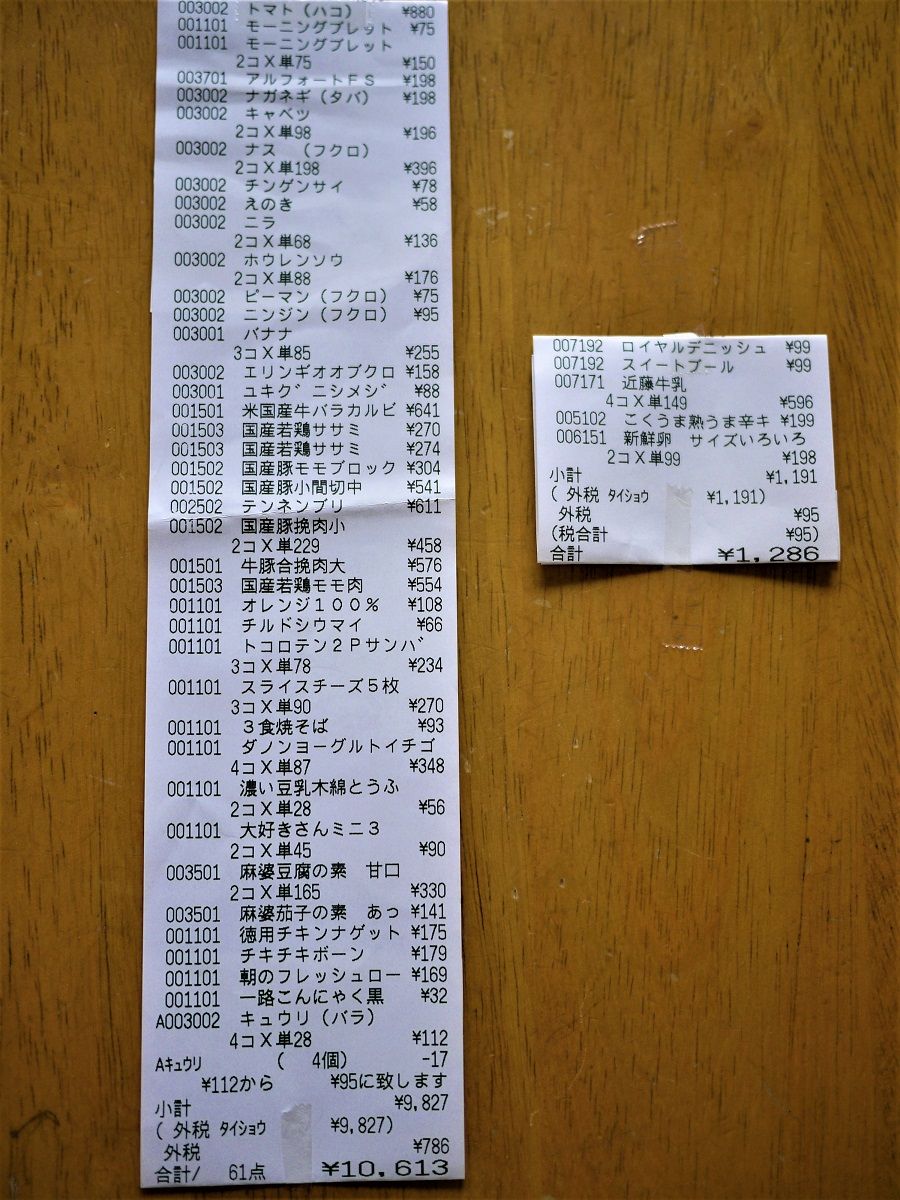 003002 トマト（ハコ） ¥880
001101 モーニングブレット ¥75
001101 モーニングブレット
2コX単75 ¥150
003701 アルフォートFS ¥198
003002 ナガネギ（タバ） ¥198
003002 キャベツ
2コX単98 ¥196
003002 ナス （フクロ）
2コX単198 ¥396
003002 チンゲンサイ ¥78
003002 えのき ¥58
003002 ニラ
2コX単68 ¥136
003002 ホウレンソウ
2コX単88 ¥176
003002 ピーマン（フクロ） ¥75
003002 ニンジン（フクロ） ¥95
003001 バナナ
3コX単85 ¥255
003002 エリンギオオブクロ ¥158
003001 ユキグニシメジ ¥88
001501 米国産牛バラカルビ ¥641
001503 国産若鶏ササミ ¥270
001503 国産若鶏ササミ ¥274
001502 国産豚モモブロック ¥304
001502 国産豚小間切中 ¥541
002502 テンネンブリ ¥611
001502 国産豚挽肉小
2コX単229 ¥458
001501 牛豚合挽肉大 ¥576
001503 国産若鶏モモ肉 ¥554
001101 オレンジ100% ¥108
001101 チルドシウマイ ¥66
001101 トコロテン2Pサンバ
3コX単78 ¥234
001101 スライスチーズ5枚
3コX単90 ¥270
001101 3食焼そば ¥93
001101 ダノンヨーグルトイチゴ
4コX単87 ¥348
001101 濃い豆乳木綿とうふ
2コX単28 ¥56
001101 大好きさんミニ3
2コX単45 ¥90
003501 麻婆豆腐の素 甘口
2コX単165 ¥330
003501 麻婆茄子の素 あっ ¥141
001101 徳用チキンナゲット ¥175
001101 チキチキボーン ¥179
001101 朝のフレッシュロー ¥169
001101 一路こんにゃく黒 ¥32
A003002 キュウリ（バラ）
4コX単28 ¥112
Aキュウリ ( 4個) -17
¥112から ¥95に致します
小計 ¥9,827
( 外税 タイショウ ¥9,827)
外税 ¥786
合計/ 61点 ¥10,613
007192 ロイヤルデニッシュ ¥99
007192 スイートブール ¥99
007171 近藤牛乳
4コX単149 ¥596
005102 こくうま熟うま辛キ ¥199
006151 新鮮卵 サイズいろいろ
2コX単99 ¥198
小計 ¥1,191
( 外税 タイショウ ¥1,191)
外税 ¥95
(税合計 ¥95)
合計 ¥1,286